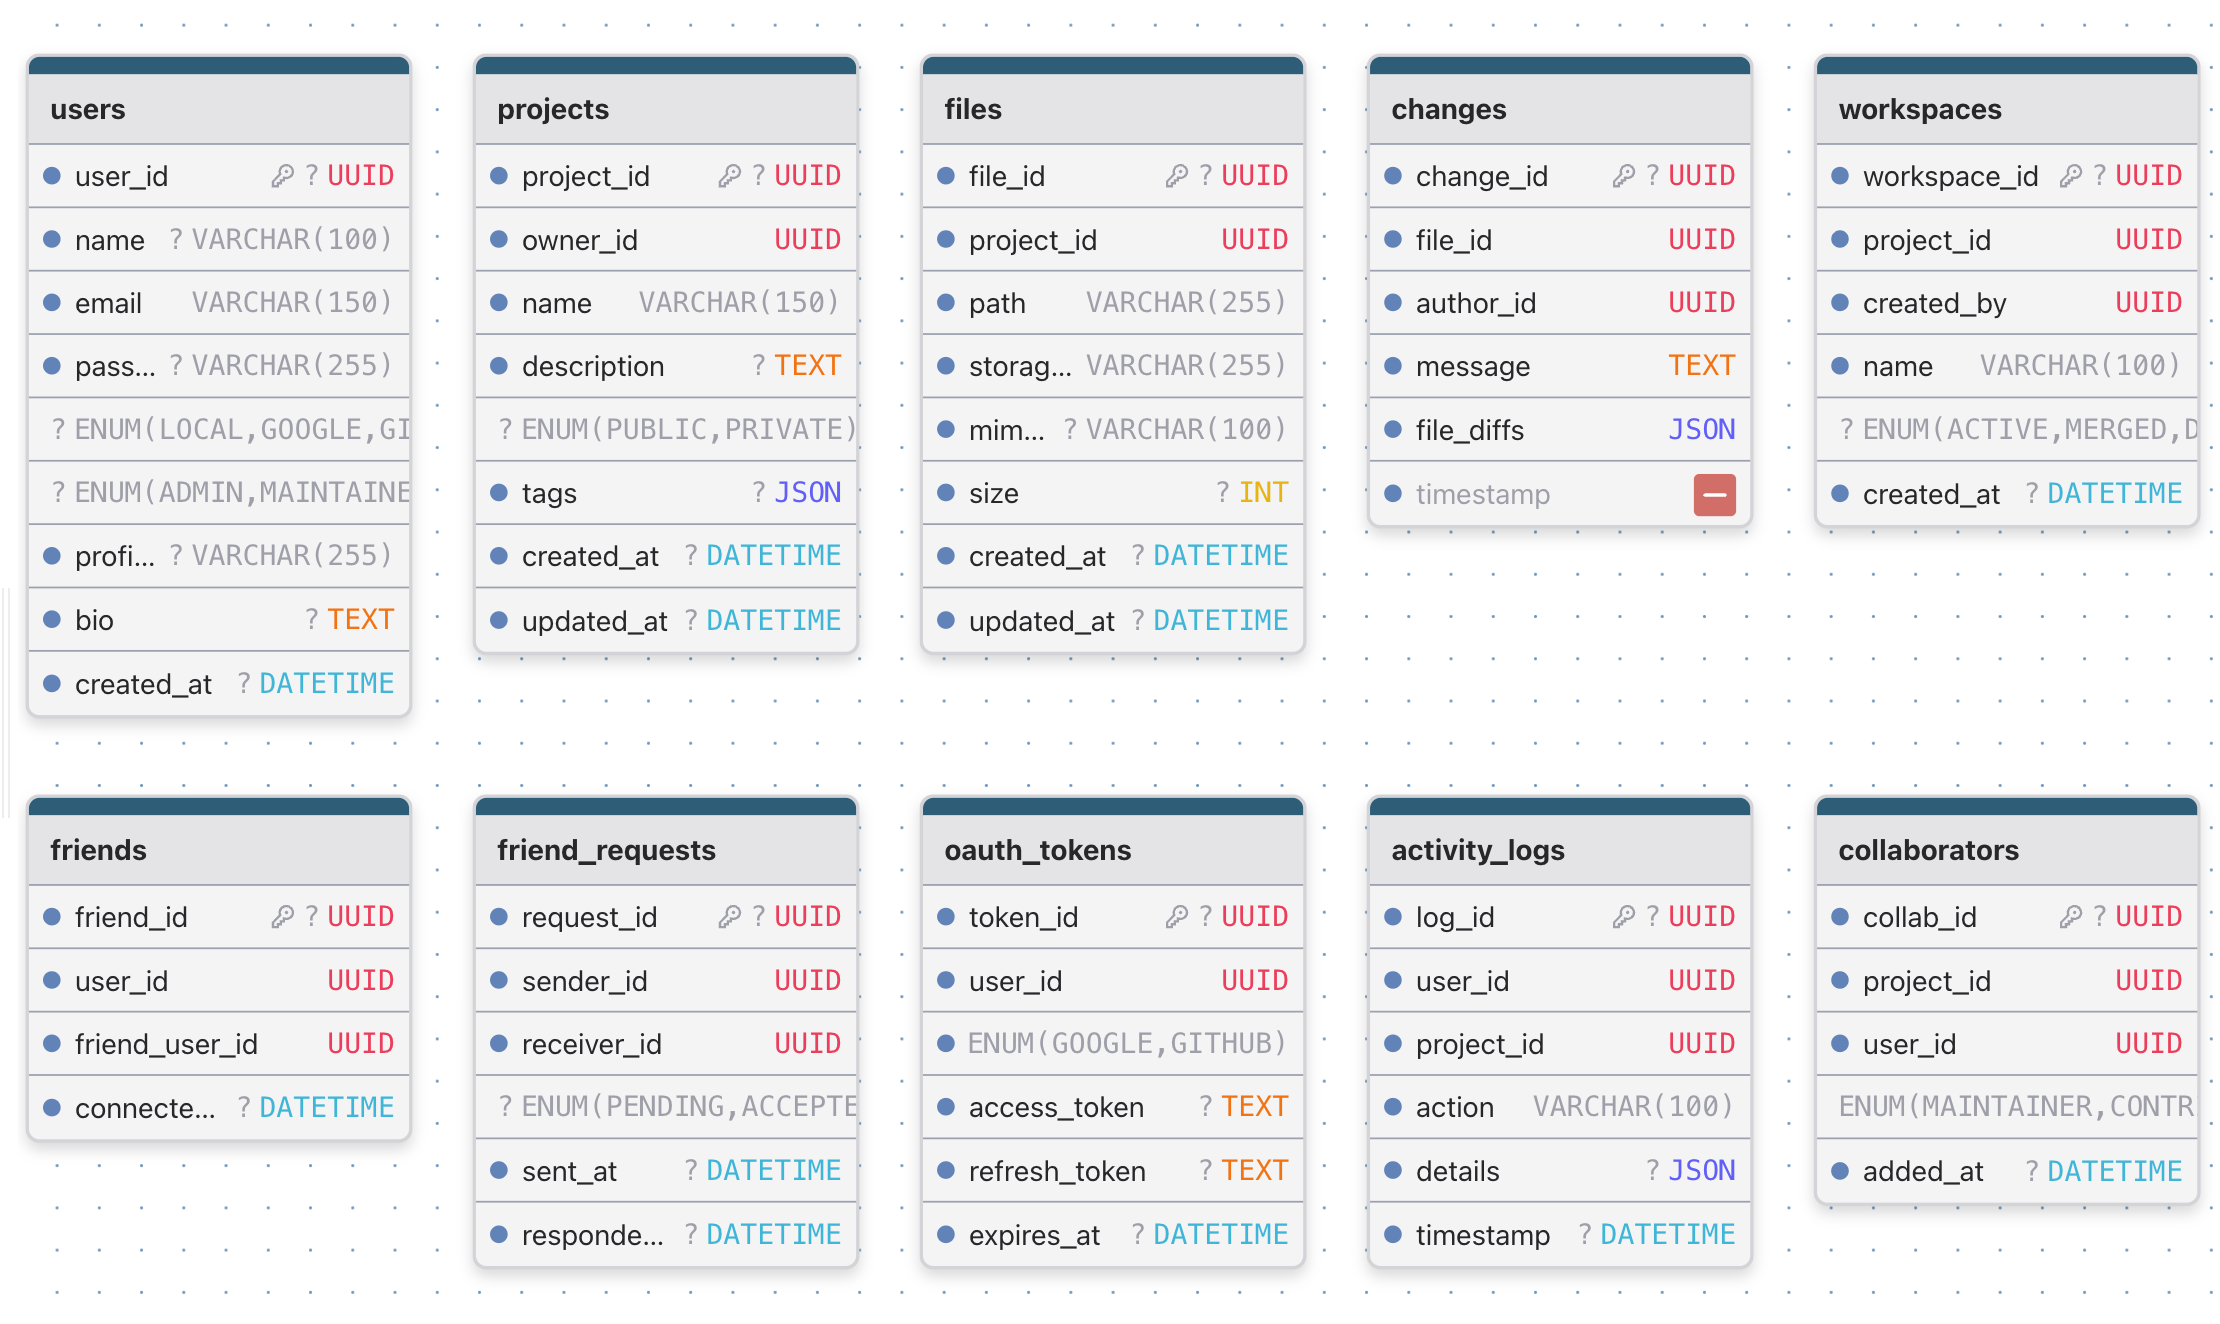 users
user_id ? UUID
name ? VARCHAR(100)
email VARCHAR(150)
pass... ? VARCHAR(255)
? ENUM(LOCAL,GOOGLE,GI
? ENUM(ADMIN,MAINTAINE
profi... ? VARCHAR(255)
bio ? TEXT
created_at ? DATETIME
projects
project_id ? UUID
owner_id UUID
name VARCHAR(150)
description ? TEXT
? ENUM(PUBLIC,PRIVATE)
tags ? JSON
created_at ? DATETIME
updated_at ? DATETIME
files
file_id ? UUID
project_id UUID
path VARCHAR(255)
storag... VARCHAR(255)
mim... ? VARCHAR(100)
size ? INT
created_at ? DATETIME
updated_at ? DATETIME
changes
change_id ? UUID
file_id UUID
author_id UUID
message TEXT
file_diffs JSON
timestamp
workspaces
workspace_id ? UUID
project_id UUID
created_by UUID
name VARCHAR(100)
? ENUM(ACTIVE,MERGED,D
created_at ? DATETIME
friends
friend_id ? UUID
user_id UUID
friend_user_id UUID
connecte... ? DATETIME
friend_requests
request_id ? UUID
sender_id UUID
receiver_id UUID
? ENUM(PENDING,ACCEPTE
sent_at ? DATETIME
responde... ? DATETIME
oauth_tokens
token_id ? UUID
user_id UUID
ENUM(GOOGLE,GITHUB)
access_token ? TEXT
refresh_token ? TEXT
expires_at ? DATETIME
activity_logs
log_id ? UUID
user_id UUID
project_id UUID
action VARCHAR(100)
details ? JSON
timestamp ? DATETIME
collaborators
collab_id ? UUID
project_id UUID
user_id UUID
ENUM(MAINTAINER,CONTR
added_at ? DATETIME